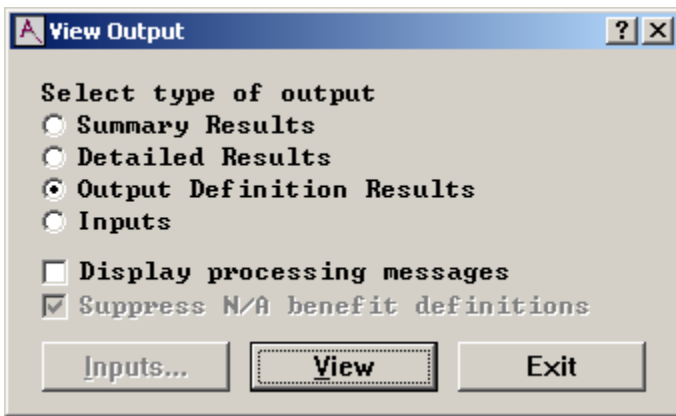 View Output
Select type of output
Summary Results
Detailed Results
Output Definition Results
Inputs
Display processing messages
Suppress N/A benefit definitions
Inputs... View Exit